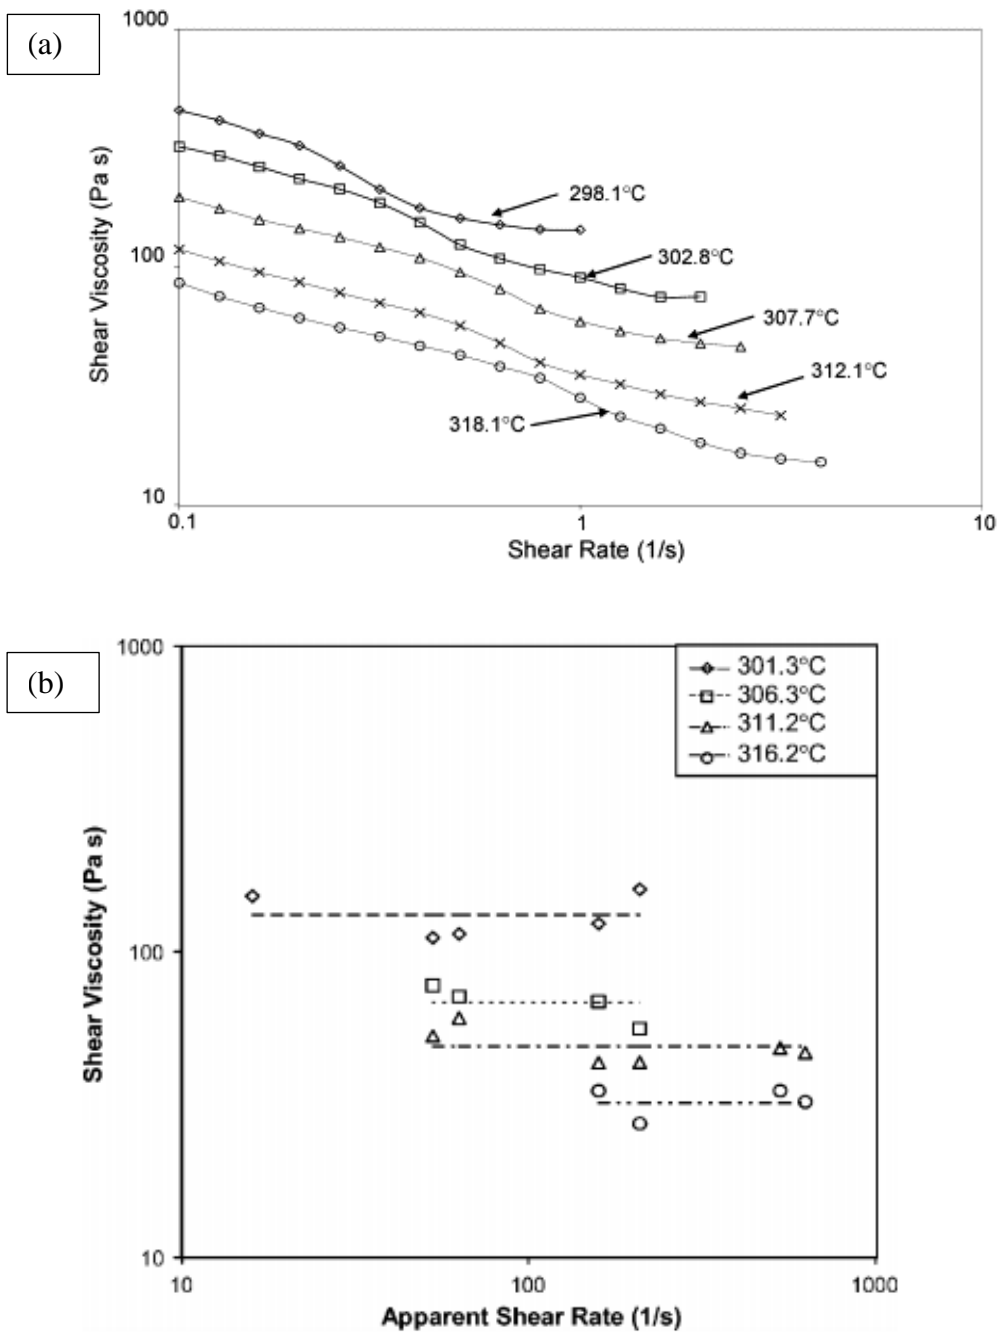 (a)
1000
100
10
Shear Viscosity (Pa s)
298.1°C
302.8°C
307.7°C
312.1°C
318.1°C
0.1
1
10
Shear Rate (1/s)
(b)
1000
100
10
Shear Viscosity (Pa s)
301.3°C
306.3°C
311.2°C
316.2°C
10
100
1000
Apparent Shear Rate (1/s)